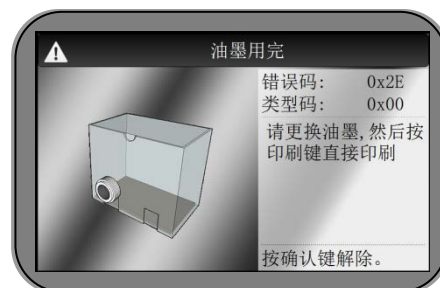 油墨用完
错误码: 0x2E
类型码: 0x00
请更换油墨,然后按
印刷键直接印刷
按确认键解除。